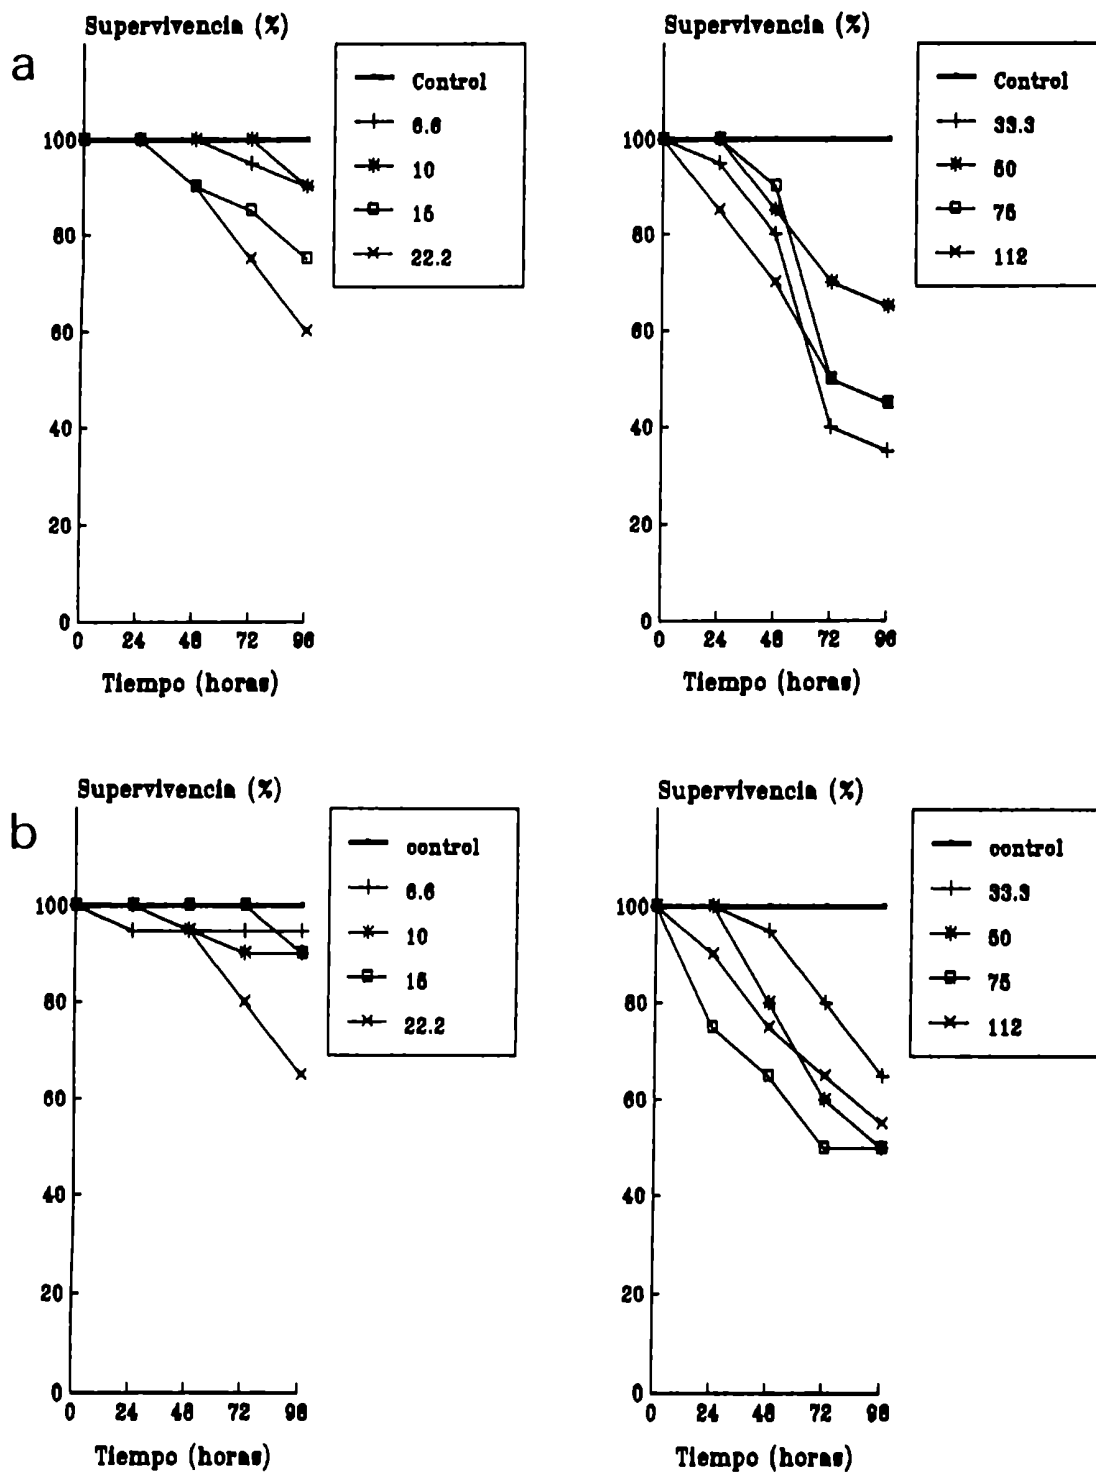 a
Supervivencia (%)
Control
6.6
10
15
22.2
100
80
60
40
20
0
0 24 48 72 96
Tiempo (horas)
Supervivencia (%)
Control
33.3
50
75
112
100
80
60
40
20
0
0 24 48 72 96
Tiempo (horas)
b
Supervivencia (%)
control
6.6
10
15
22.2
100
80
60
40
20
0
0 24 48 72 96
Tiempo (horas)
Supervivencia (%)
control
33.3
50
75
112
100
80
60
40
20
0
0 24 48 72 96
Tiempo (horas)